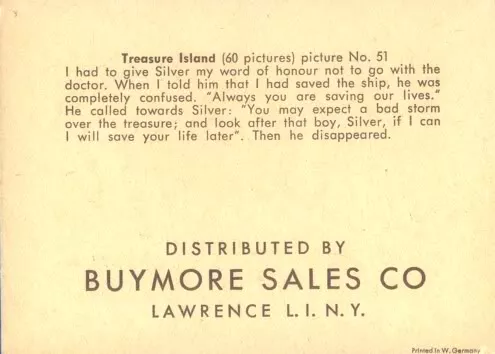 Treasure Island (60 pictures) picture No. 51
I had to give Silver my word of honour not to go with the
doctor. When I told him that I had saved the ship, he was
completely confused. "Always you are saving our lives."
He called towards Silver: "You may expect a bad storm
over the treasure; and look after that boy, Silver, if I can
I will save your life later". Then he disappeared.
DISTRIBUTED BY
BUYMORE SALES CO
LAWRENCE L. I. N. Y.
Printed in W. Germany